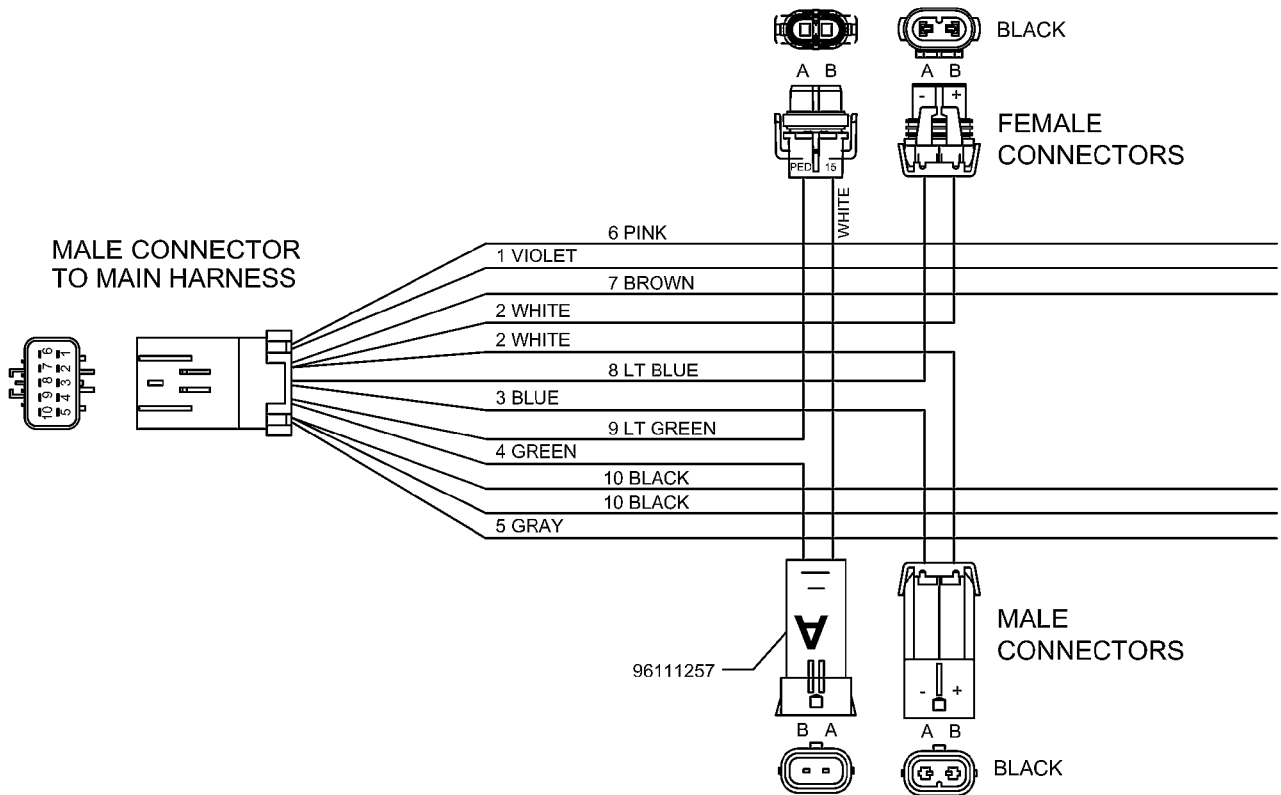 BLACK
A B
A B
- +
FEMALE
CONNECTORS
PED 15
WHITE
MALE CONNECTOR
TO MAIN HARNESS
6 PINK
1 VIOLET
7 BROWN
2 WHITE
2 WHITE
8 LT BLUE
3 BLUE
9 LT GREEN
4 GREEN
10 BLACK
10 BLACK
5 GRAY
6 1
7 2
8 3
9 4
10 5
A
96111257
MALE
CONNECTORS
- +
B A
A B
BLACK